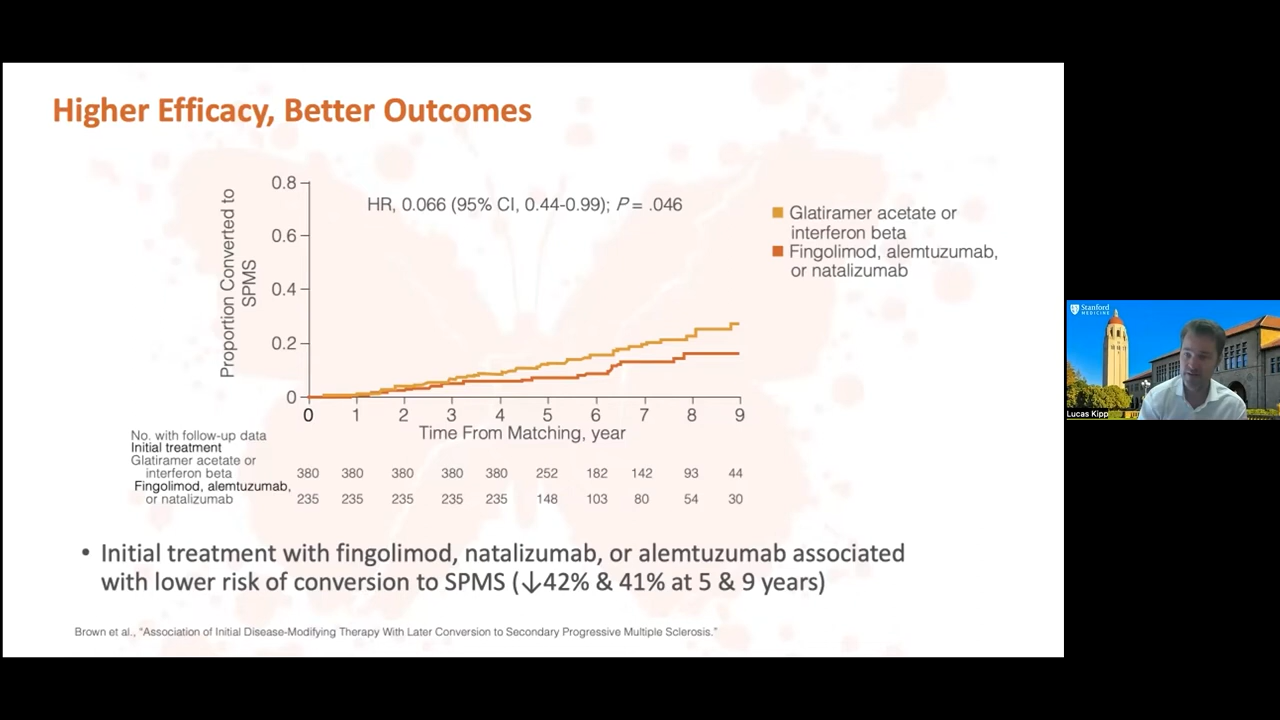 Higher Efficacy, Better Outcomes
Proportion Converted to
SPMS
0.8
0.6
0.4
0.2
0
HR, 0.066 (95% CI, 0.44-0.99); P = .046
Glatiramer acetate or
interferon beta
Fingolimod, alemtuzumab,
or natalizumab
0 1 2 3 4 5 6 7 8 9
Time From Matching, year
No. with follow-up data
Initial treatment
Glatiramer acetate or
interferon beta 380 380 380 380 380 252 182 142 93 44
Fingolimod, alemtuzumab,
or natalizumab 235 235 235 235 235 148 103 80 54 30
• Initial treatment with fingolimod, natalizumab, or alemtuzumab associated
with lower risk of conversion to SPMS (↓42% & 41% at 5 & 9 years)
Brown et al., “Association of Initial Disease-Modifying Therapy With Later Conversion to Secondary Progressive Multiple Sclerosis.”
Stanford
MEDICINE
Lucas Kipp